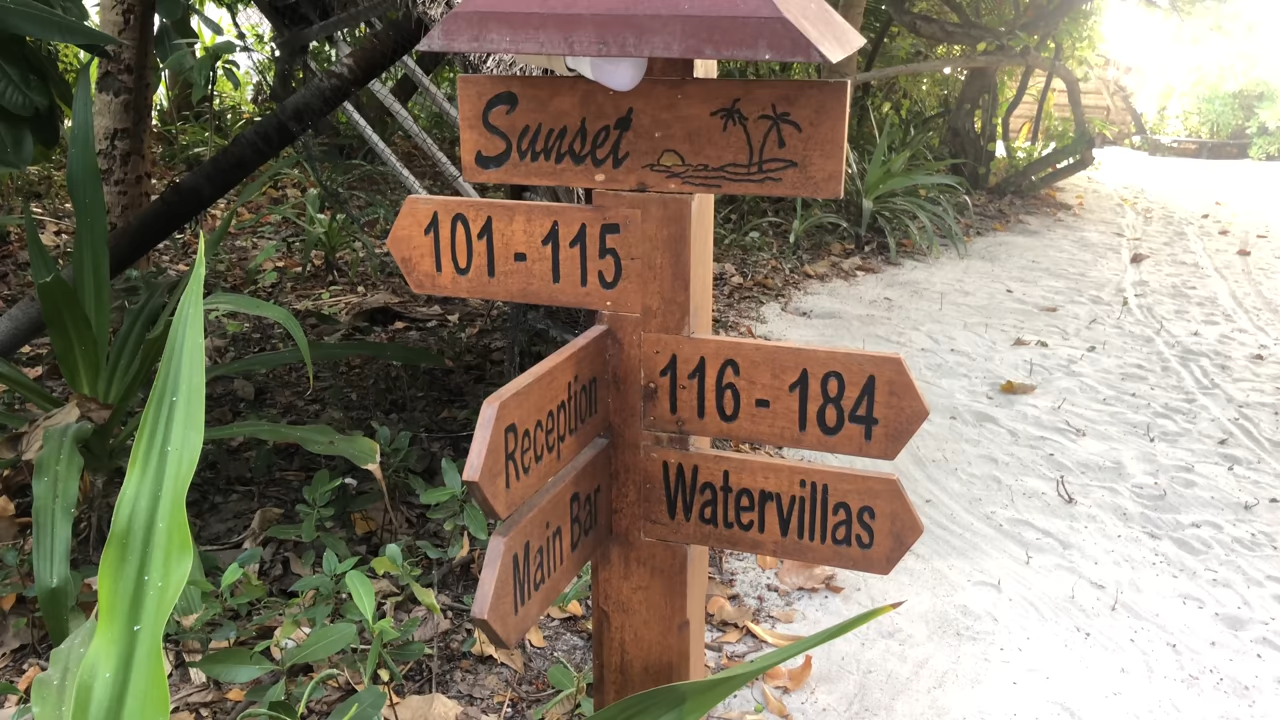 Sunset
101 - 115
116 - 184
Reception
Watervillas
Main Bar